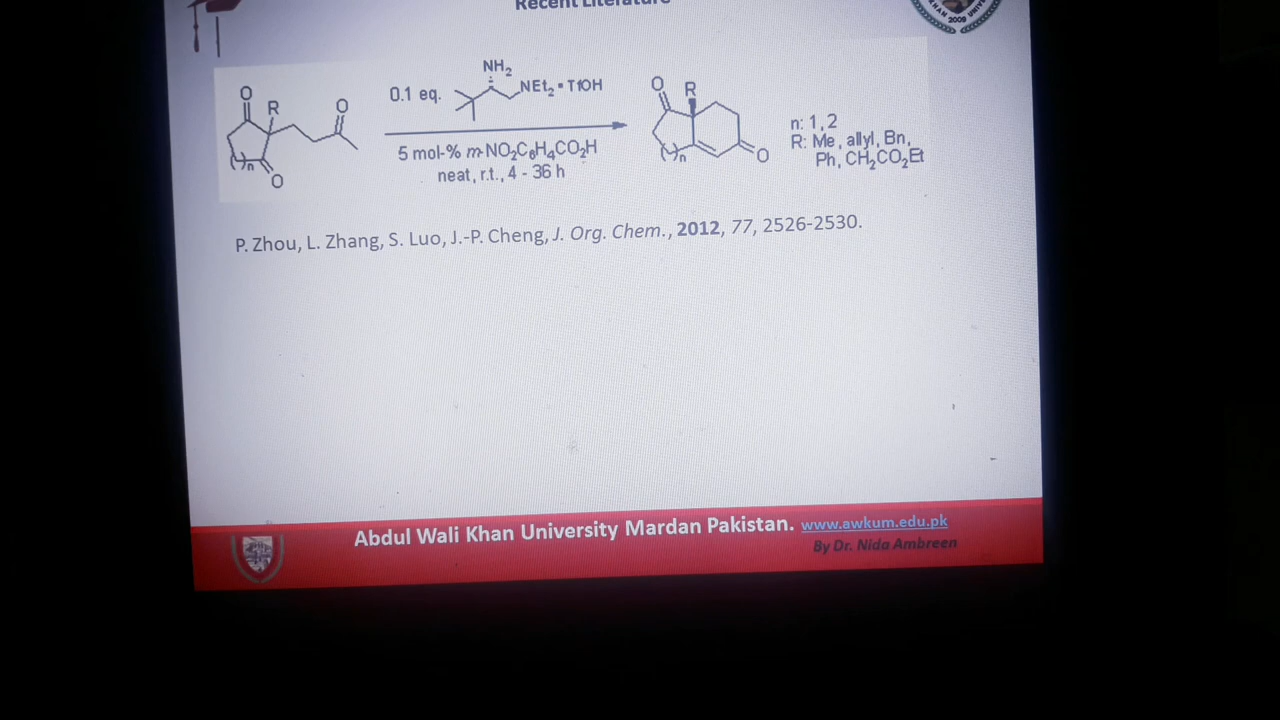 Recent Literature
2009
NH₂
0.1 eq. NEt₂ • TfOH
5 mol-% m-NO₂C₆H₄CO₂H
neat, r.t., 4 - 36 h
O R O
( )n O
O R
( )n O
n: 1,2
R: Me, allyl, Bn,
Ph, CH₂CO₂Et
P. Zhou, L. Zhang, S. Luo, J.-P. Cheng, J. Org. Chem., 2012, 77, 2526-2530.
Abdul Wali Khan University Mardan Pakistan. www.awkum.edu.pk
By Dr. Nida Ambreen